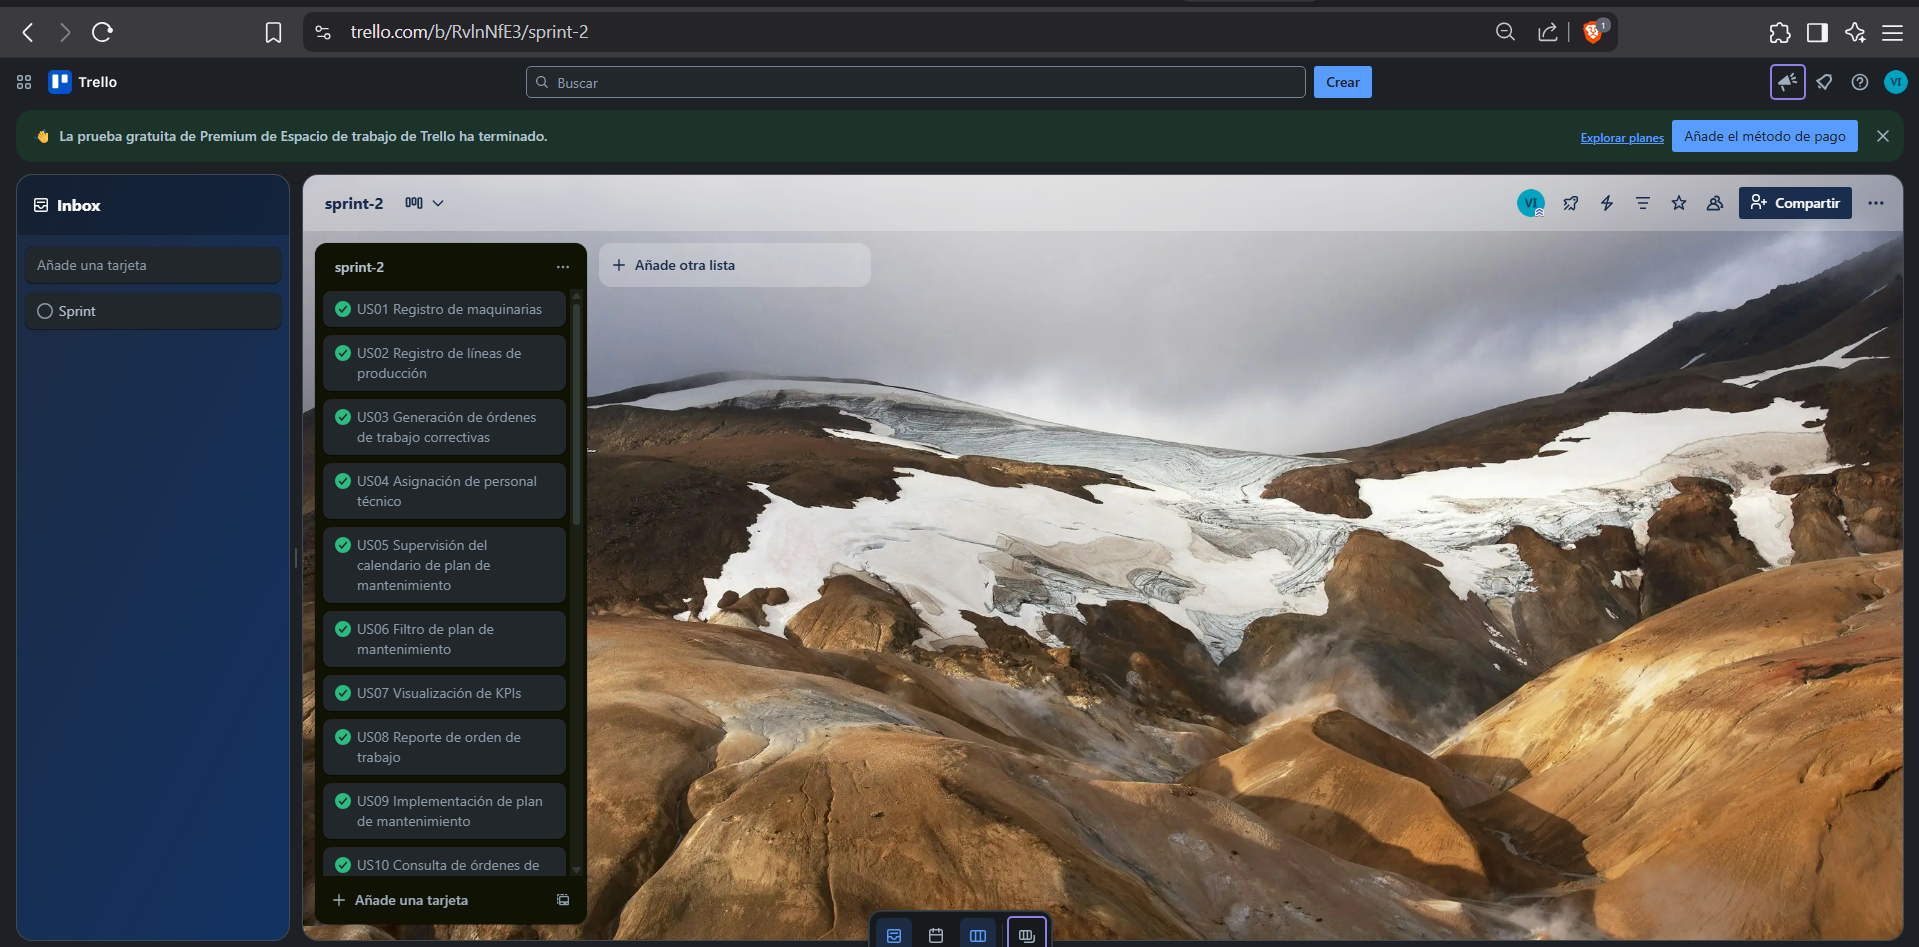 trello.com/b/RvlnNfE3/sprint-2
1
Trello
Buscar
Crear
VI
La prueba gratuita de Premium de Espacio de trabajo de Trello ha terminado.
Explorar planes
Añade el método de pago
Inbox
Añade una tarjeta
Sprint
sprint-2
VI
Compartir
sprint-2
Añade otra lista
US01 Registro de maquinarias
US02 Registro de líneas de
producción
US03 Generación de órdenes
de trabajo correctivas
US04 Asignación de personal
técnico
US05 Supervisión del
calendario de plan de
mantenimiento
US06 Filtro de plan de
mantenimiento
US07 Visualización de KPIs
US08 Reporte de orden de
trabajo
US09 Implementación de plan
de mantenimiento
US10 Consulta de órdenes de
Añade una tarjeta